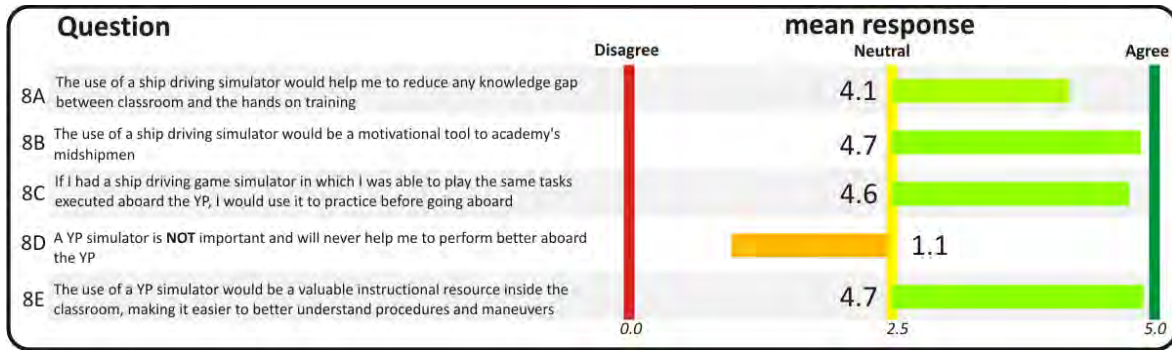 Question
mean response
Disagree
Neutral
Agree
8A
The use of a ship driving simulator would help me to reduce any knowledge gap
between classroom and the hands on training
4.1
8B
The use of a ship driving simulator would be a motivational tool to academy's
midshipmen
4.7
8C
If I had a ship driving game simulator in which I was able to play the same tasks
executed aboard the YP, I would use it to practice before going aboard
4.6
8D
A YP simulator is NOT important and will never help me to perform better aboard
the YP
1.1
8E
The use of a YP simulator would be a valuable instructional resource inside the
classroom, making it easier to better understand procedures and maneuvers
4.7
0.0
2.5
5.0